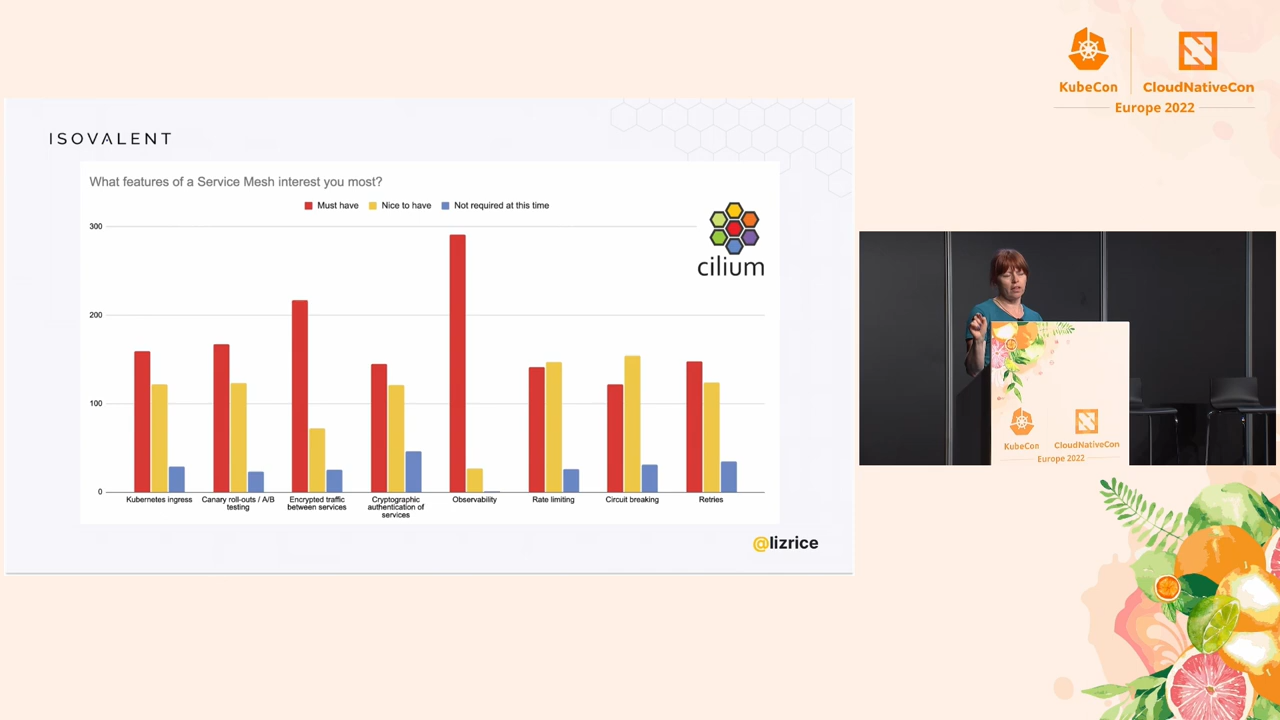 KubeCon
CloudNativeCon
Europe 2022
ISOVALENT
What features of a Service Mesh interest you most?
Must have
Nice to have
Not required at this time
cilium
300
200
100
0
Kubernetes ingress
Canary roll-outs / A/B
testing
Encrypted traffic
between services
Cryptographic
authentication of
services
Observability
Rate limiting
Circuit breaking
Retries
@lizrice
KubeCon
CloudNativeCon
Europe 2022